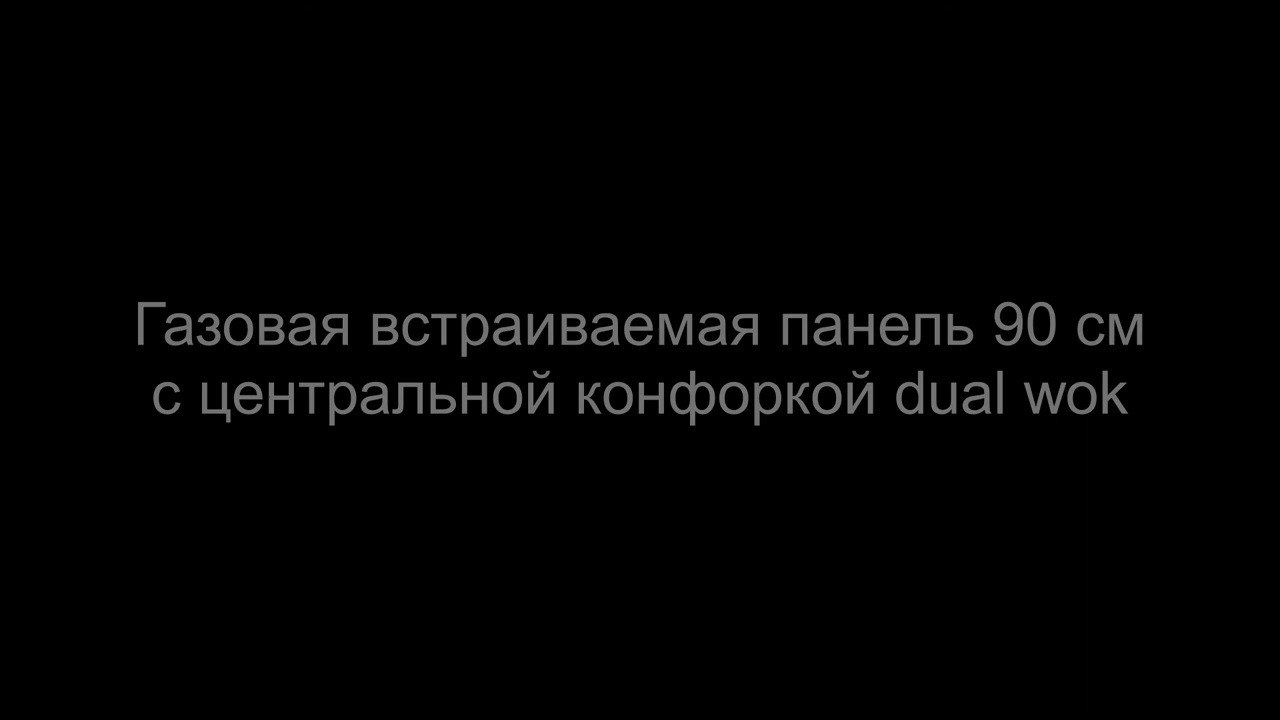 Газовая встраиваемая панель 90 см
с центральной конфоркой dual wok